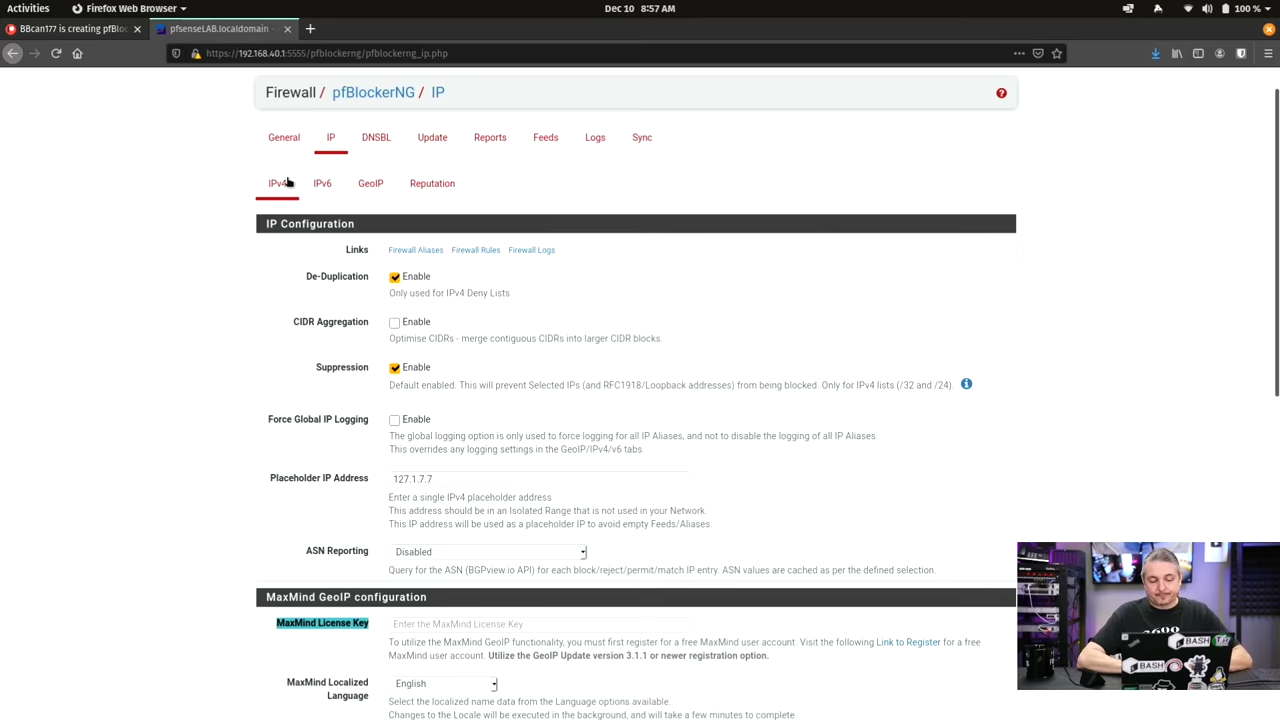 Activities Firefox Web Browser Dec 10 8:57 AM 100 %
BBcan177 is creating pfBloc pfsenseLAB.localdomain -
https://192.168.40.1:5555/pfblockerng/pfblockerng_ip.php
Firewall / pfBlockerNG / IP
General IP DNSBL Update Reports Feeds Logs Sync
IPv4 IPv6 GeoIP Reputation
IP Configuration
Links Firewall Aliases Firewall Rules Firewall Logs
De-Duplication Enable
Only used for IPv4 Deny Lists
CIDR Aggregation Enable
Optimise CIDRs - merge contiguous CIDRs into larger CIDR blocks.
Suppression Enable
Default enabled. This will prevent Selected IPs (and RFC1918/Loopback addresses) from being blocked. Only for IPv4 lists (/32 and /24).
Force Global IP Logging Enable
The global logging option is only used to force logging for all IP Aliases, and not to disable the logging of all IP Aliases
This overrides any logging settings in the GeoIP/IPv4/v6 tabs.
Placeholder IP Address 127.1.7.7
Enter a single IPv4 placeholder address
This address should be in an Isolated Range that is not used in your Network.
This IP address will be used as a placeholder IP to avoid empty Feeds/Aliases.
ASN Reporting Disabled
Query for the ASN (BGPview.io API) for each block/reject/permit/match IP entry. ASN values are cached as per the defined selection.
MaxMind GeoIP configuration
MaxMind License Key Enter the MaxMind License Key
To utilize the MaxMind GeoIP functionality, you must first register for a free MaxMind user account. Visit the following Link to Register for a free
MaxMind user account. Utilize the GeoIP Update version 3.1.1 or newer registration option.
MaxMind Localized English
Language
Select the localized name data from the Language options available.
Changes to the Locale will be executed in the background, and will take a few minutes to complete.
BASH
BASH